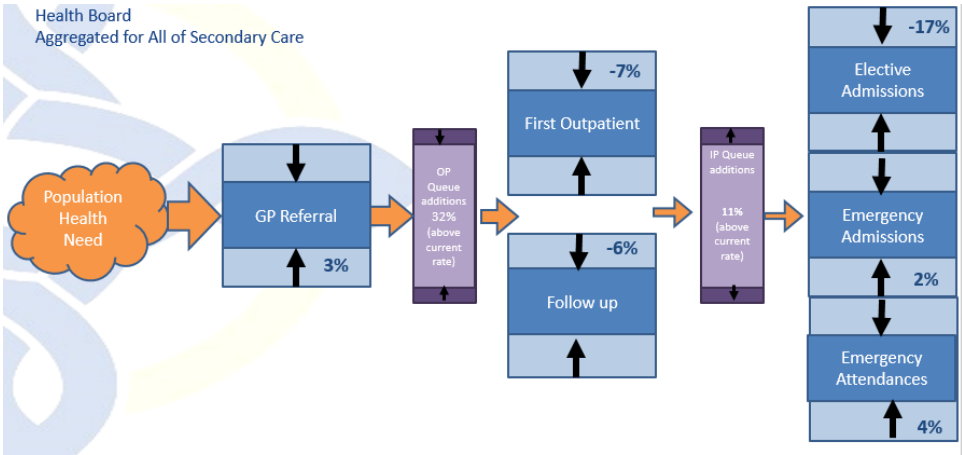 Health Board
Aggregated for All of Secondary Care
Population
Health
Need
GP Referral
3%
OP
Queue
additions
32%
(above
current
rate)
-7%
First Outpatient
-6%
Follow up
IP Queue
additions
11%
(above
current
rate)
-17%
Elective
Admissions
Emergency
Admissions
2%
Emergency
Attendances
4%